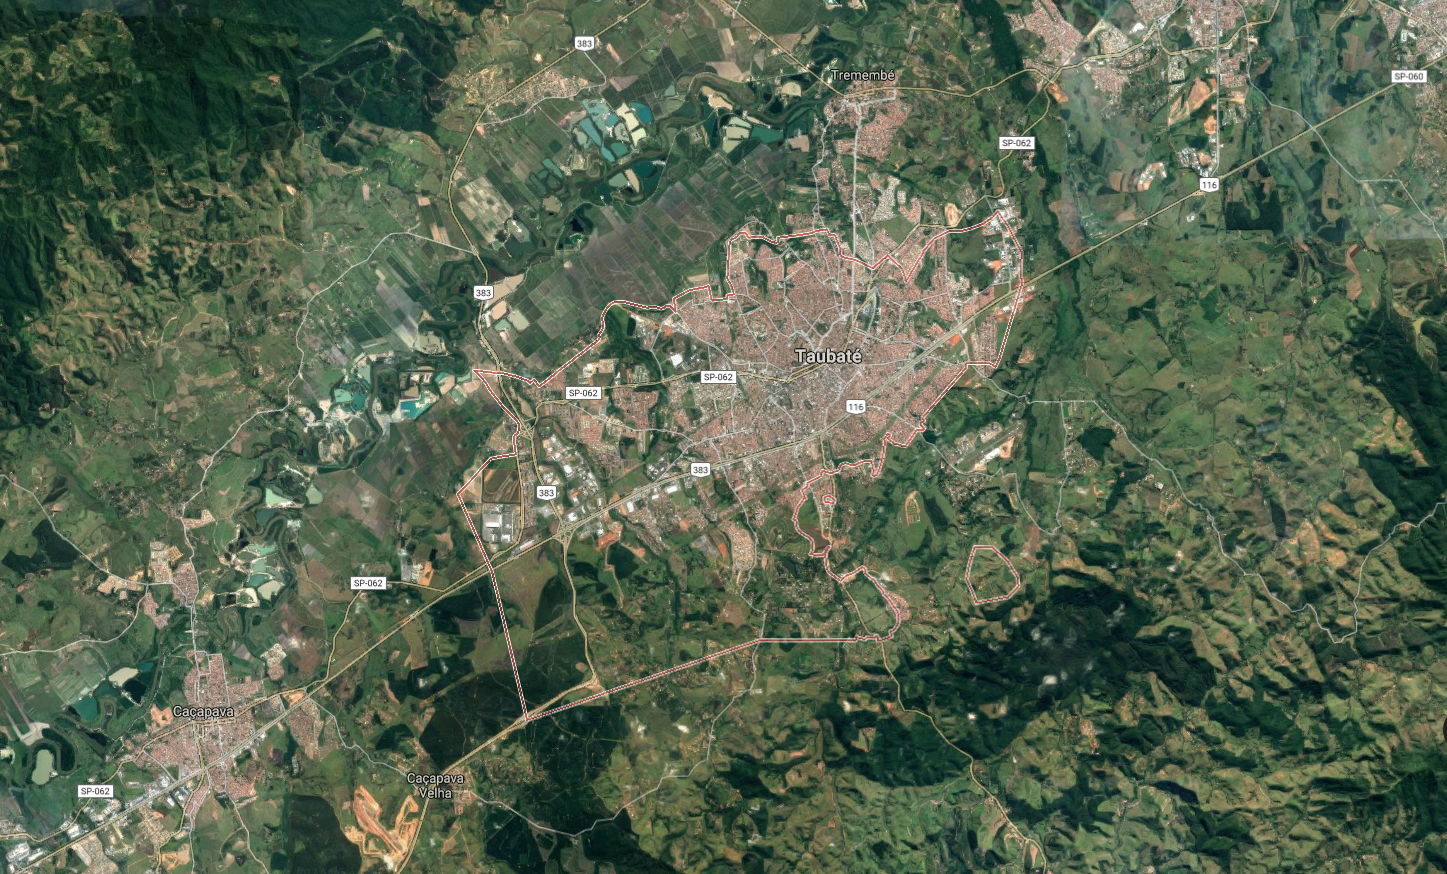 383
Tremembé
SP-060
SP-062
116
383
Taubaté
SP-062
SP-062
116
383
383
SP-062
Caçapava
Caçapava
Velha
SP-062